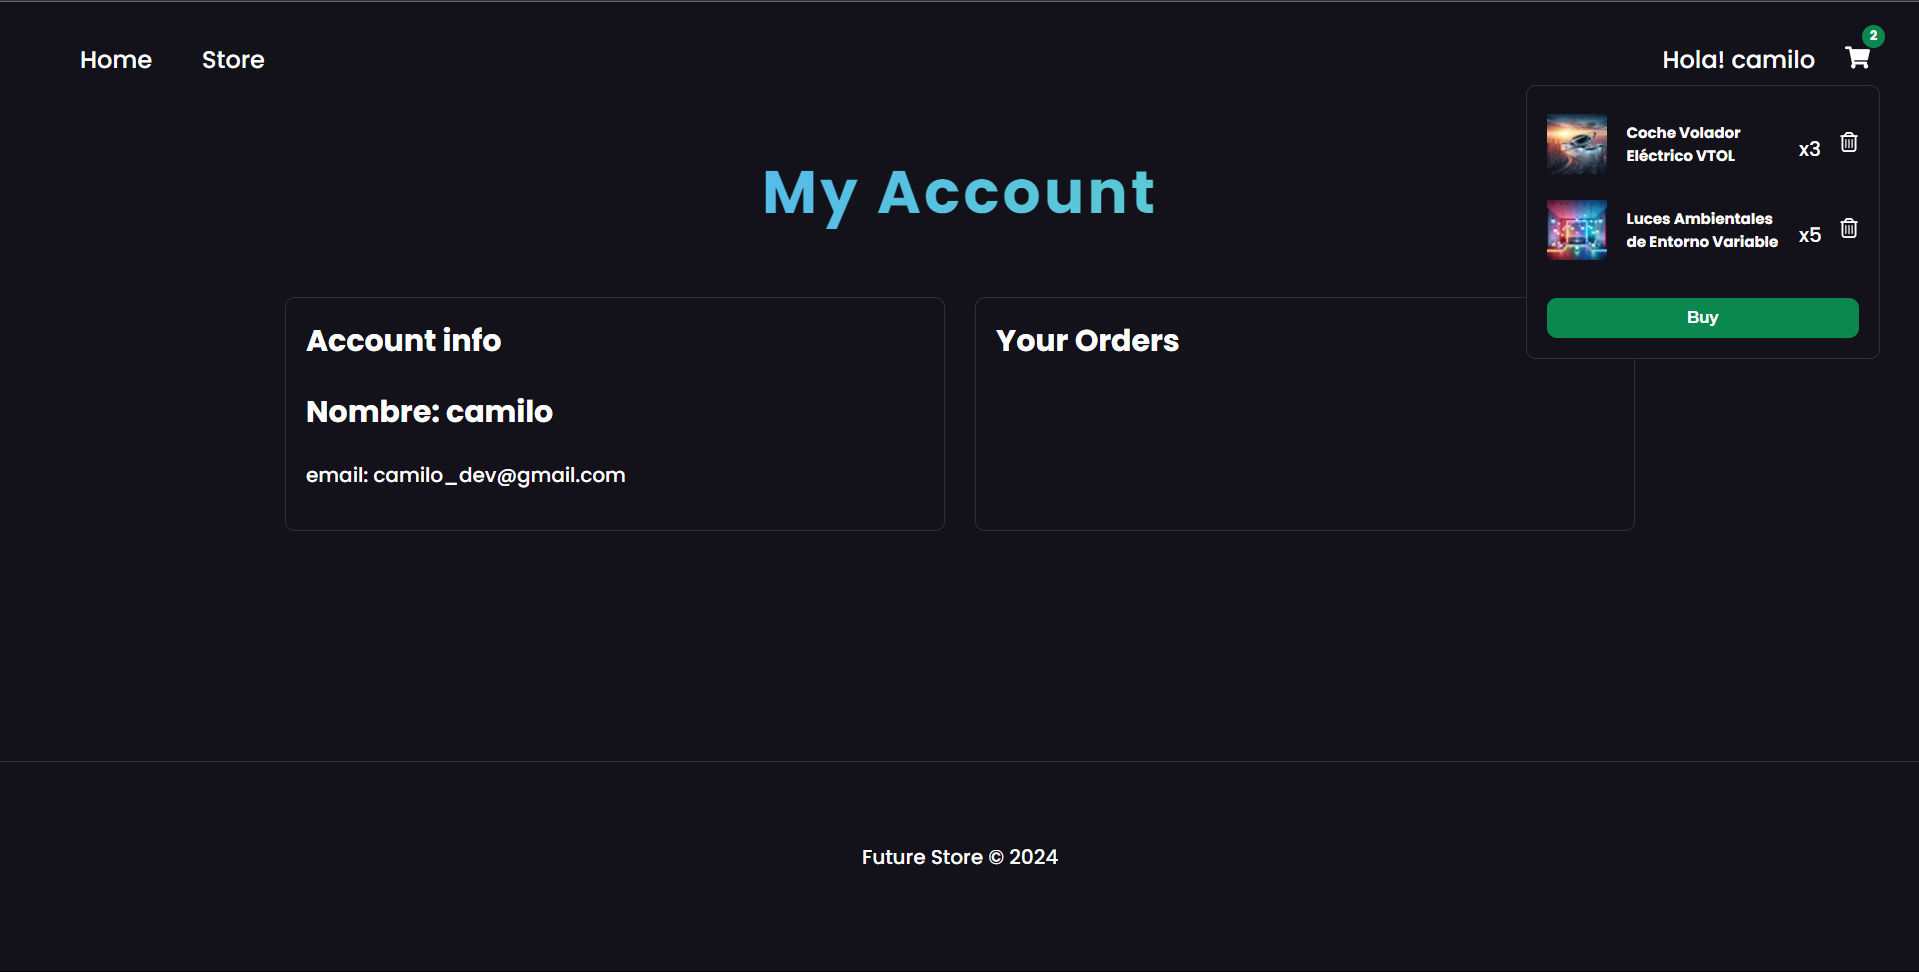 Home
Store
Hola! camilo
2
Coche Volador
Eléctrico VTOL
x3
Luces Ambientales
de Entorno Variable
x5
Buy
My Account
Account info
Nombre: camilo
email: camilo_dev@gmail.com
Your Orders
Future Store © 2024